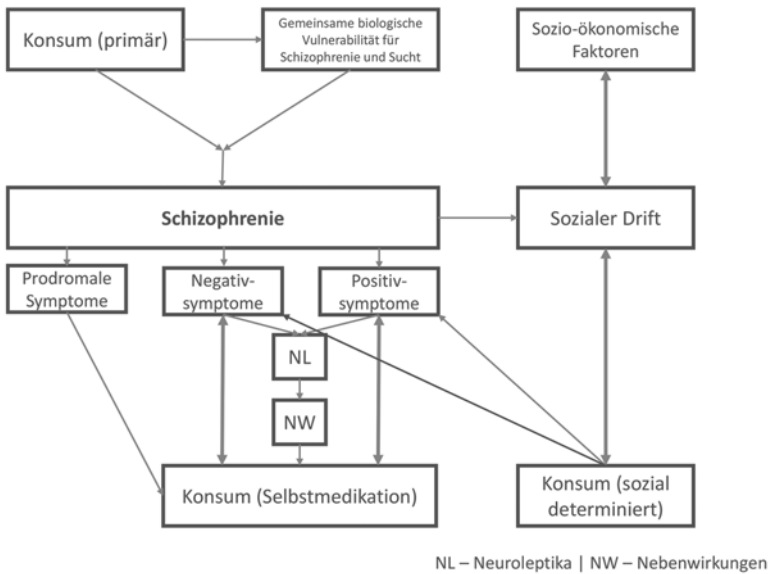 Konsum (primär)
Gemeinsame biologische
Vulnerabilität für
Schizophrenie und Sucht
Sozio-ökonomische
Faktoren
Schizophrenie
Sozialer Drift
Prodromale
Symptome
Negativ-
symptome
Positiv-
symptome
NL
NW
Konsum (Selbstmedikation)
Konsum (sozial
determiniert)
NL – Neuroleptika | NW – Nebenwirkungen